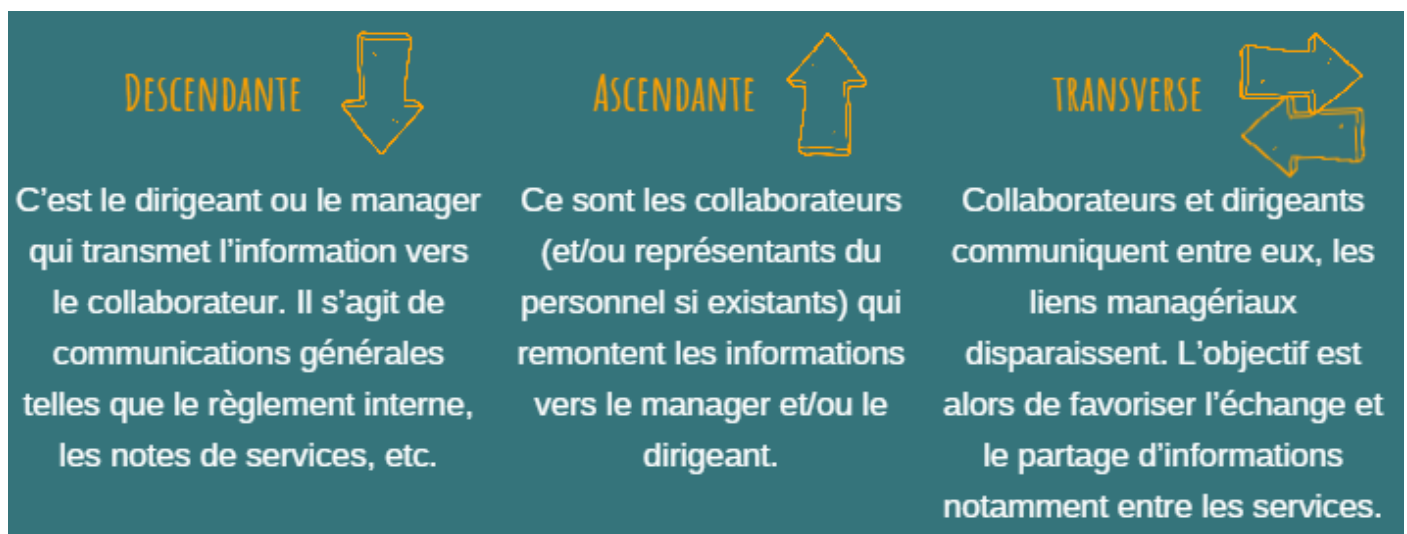 Descendante
C'est le dirigeant ou le manager
qui transmet l'information vers
le collaborateur. Il s'agit de
communications générales
telles que le règlement interne,
les notes de services, etc.
Ascendante
Ce sont les collaborateurs
(et/ou représentants du
personnel si existants) qui
remontent les informations
vers le manager et/ou le
dirigeant.
TRANSVERSE
Collaborateurs et dirigeants
communiquent entre eux, les
liens managériaux
disparaissent. L'objectif est
alors de favoriser l'échange et
le partage d'informations
notamment entre les services.